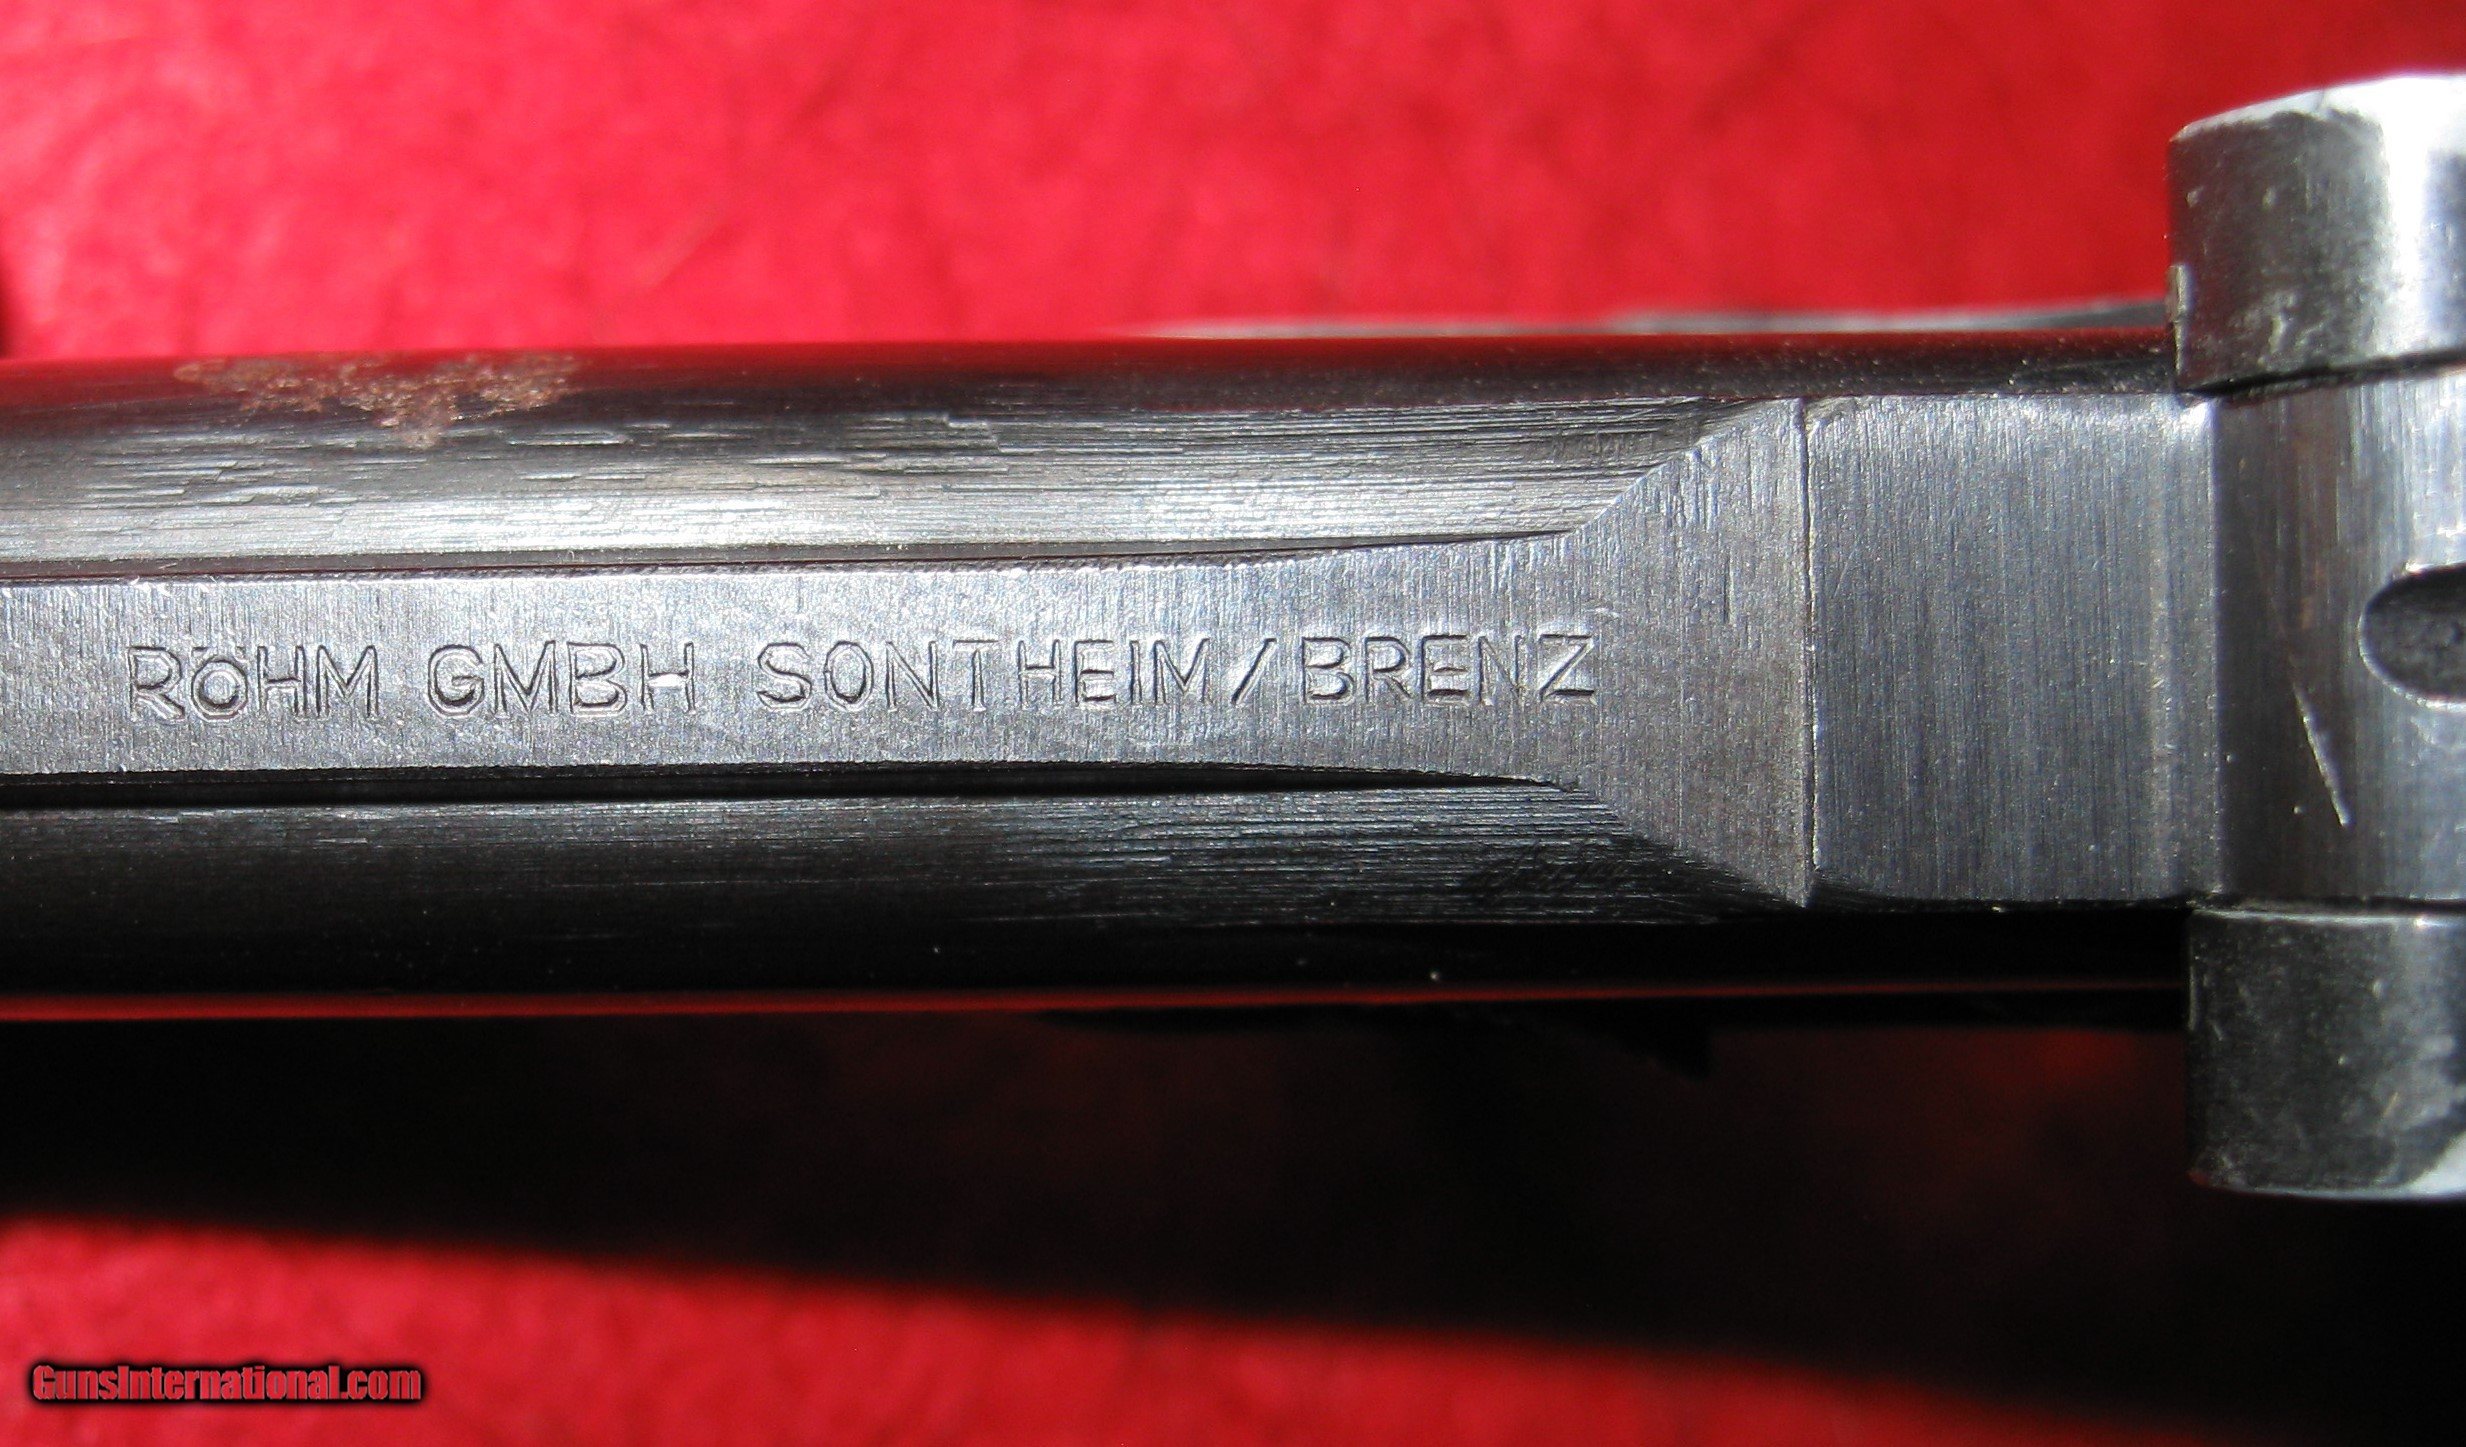 RöHM GMBH SONTHEIM/BRENZ
GunsInternational.com